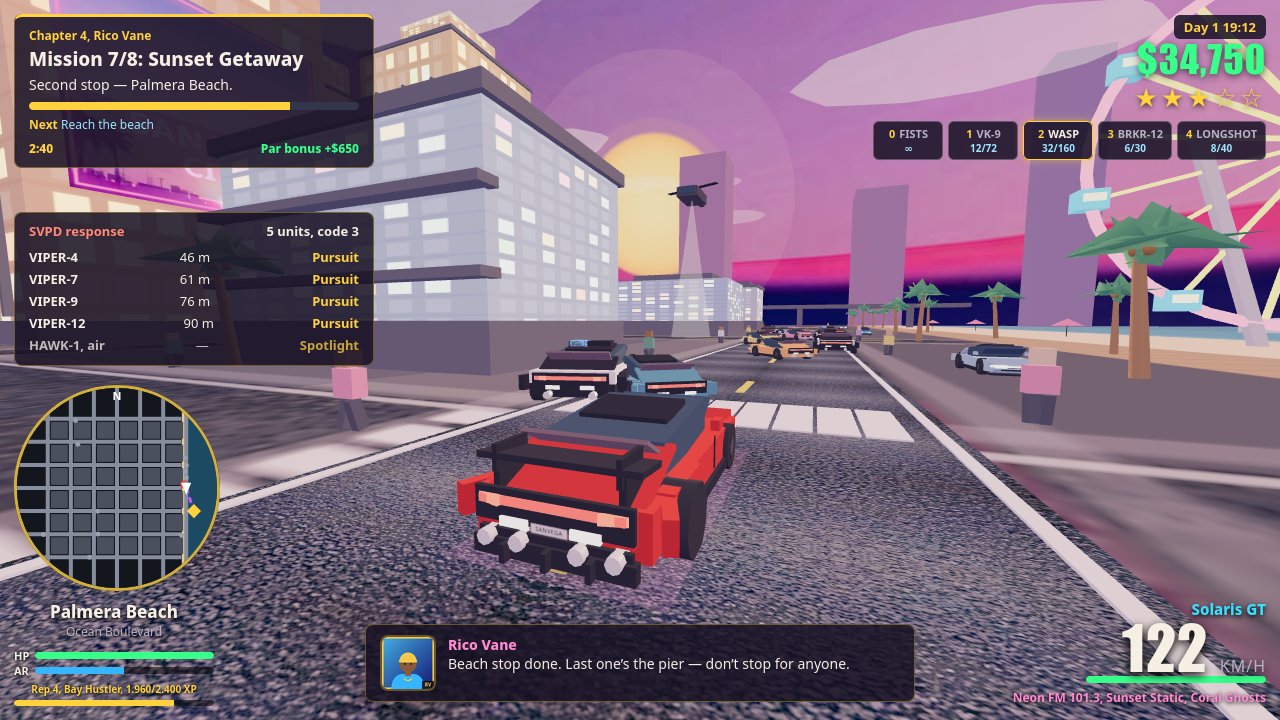 Chapter 4, Rico Vane
Mission 7/8: Sunset Getaway
Second stop — Palmera Beach.
Next Reach the beach
2:40 Par bonus +$650
SVPD response 5 units, code 3
VIPER-4 46 m Pursuit
VIPER-7 61 m Pursuit
VIPER-9 76 m Pursuit
VIPER-12 90 m Pursuit
HAWK-1, air — Spotlight
N
Palmera Beach
Ocean Boulevard
HP
AR
Rep 4, Bay Hustler, 1,960/2,400 XP
Day 1 19:12
$34,750
★★★☆☆
0 FISTS
∞
1 VK-9
12/72
2 WASP
32/160
3 BRKR-12
6/30
4 LONGSHOT
8/40
SANVEGA
RV
Rico Vane
Beach stop done. Last one's the pier — don't stop for anyone.
Solaris GT
122 KM/H
Neon FM 101.3, Sunset Static, Coral Ghosts